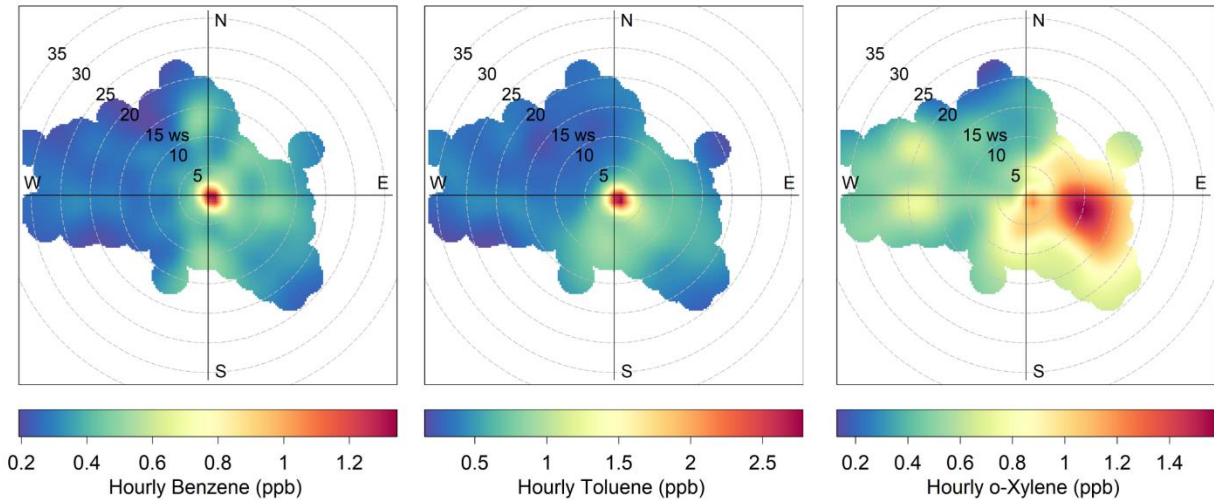 N
35
30
25
20
15 ws
10
5
W
E
S
0.2 0.4 0.6 0.8 1 1.2
Hourly Benzene (ppb)
N
35
30
25
20
15 ws
10
5
W
E
S
0.5 1 1.5 2 2.5
Hourly Toluene (ppb)
N
35
30
25
20
15 ws
10
5
W
E
S
0.2 0.4 0.6 0.8 1 1.2 1.4
Hourly o-Xylene (ppb)